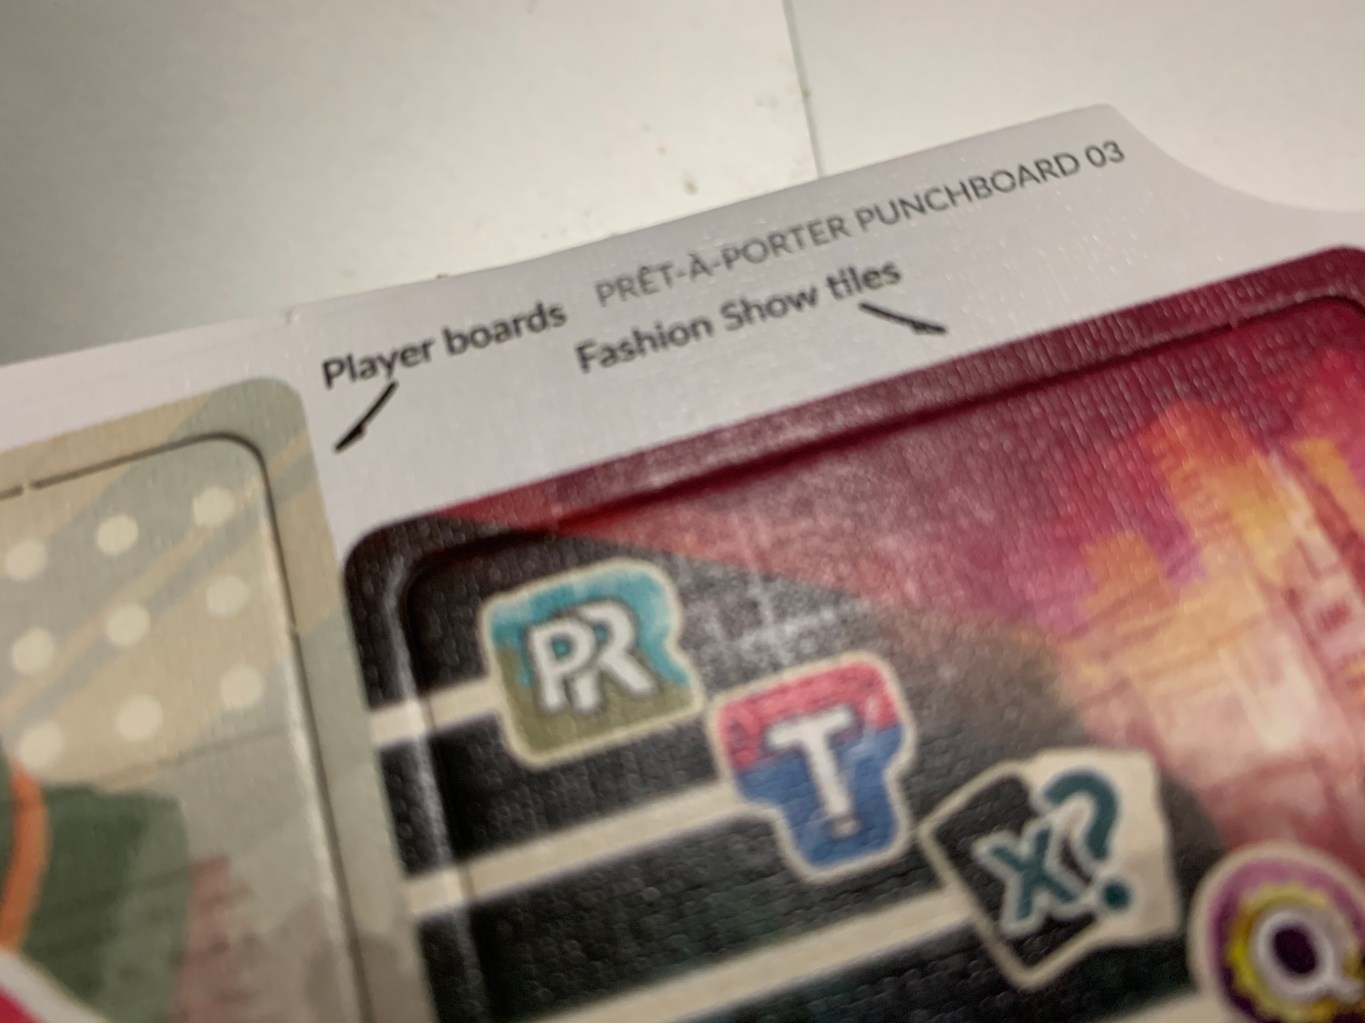 PRÊT-À-PORTER PUNCHBOARD 03
Player boards
Fashion Show tiles
PR
T
X?
Q